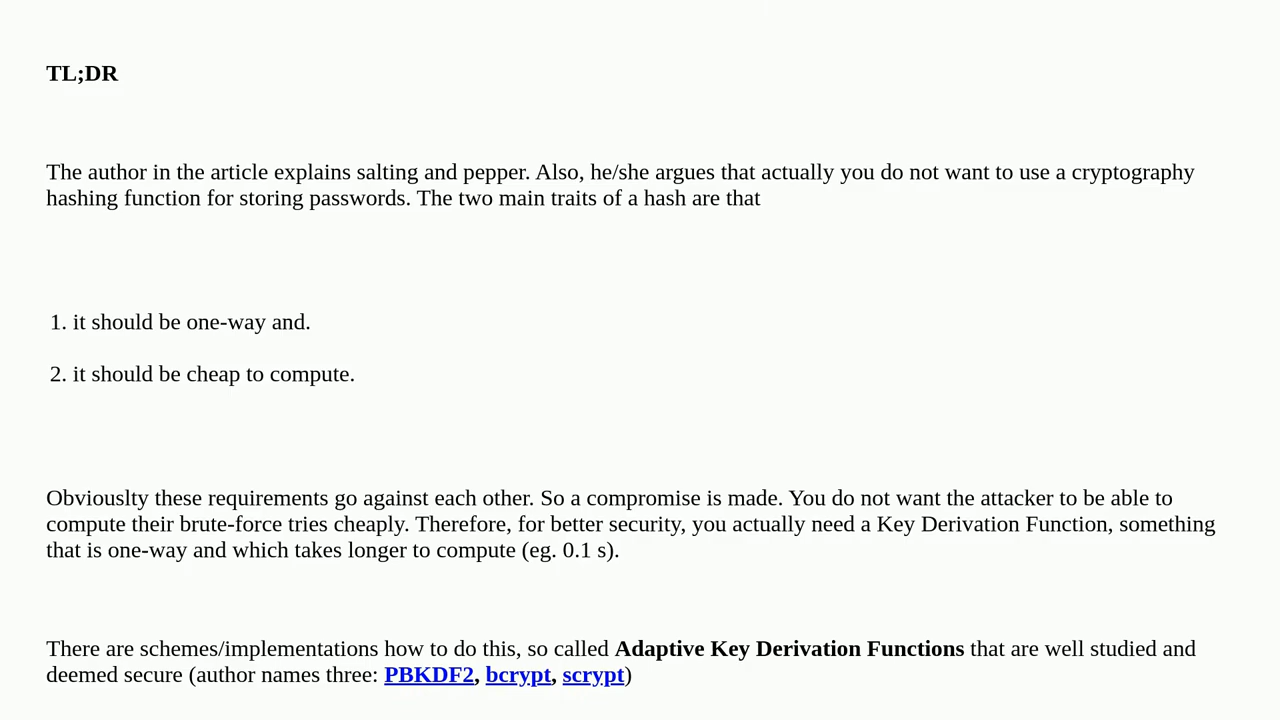 TL;DR
The author in the article explains salting and pepper. Also, he/she argues that actually you do not want to use a cryptography
hashing function for storing passwords. The two main traits of a hash are that
1. it should be one-way and.
2. it should be cheap to compute.
Obviouslty these requirements go against each other. So a compromise is made. You do not want the attacker to be able to
compute their brute-force tries cheaply. Therefore, for better security, you actually need a Key Derivation Function, something
that is one-way and which takes longer to compute (eg. 0.1 s).
There are schemes/implementations how to do this, so called Adaptive Key Derivation Functions that are well studied and
deemed secure (author names three: PBKDF2, bcrypt, scrypt)